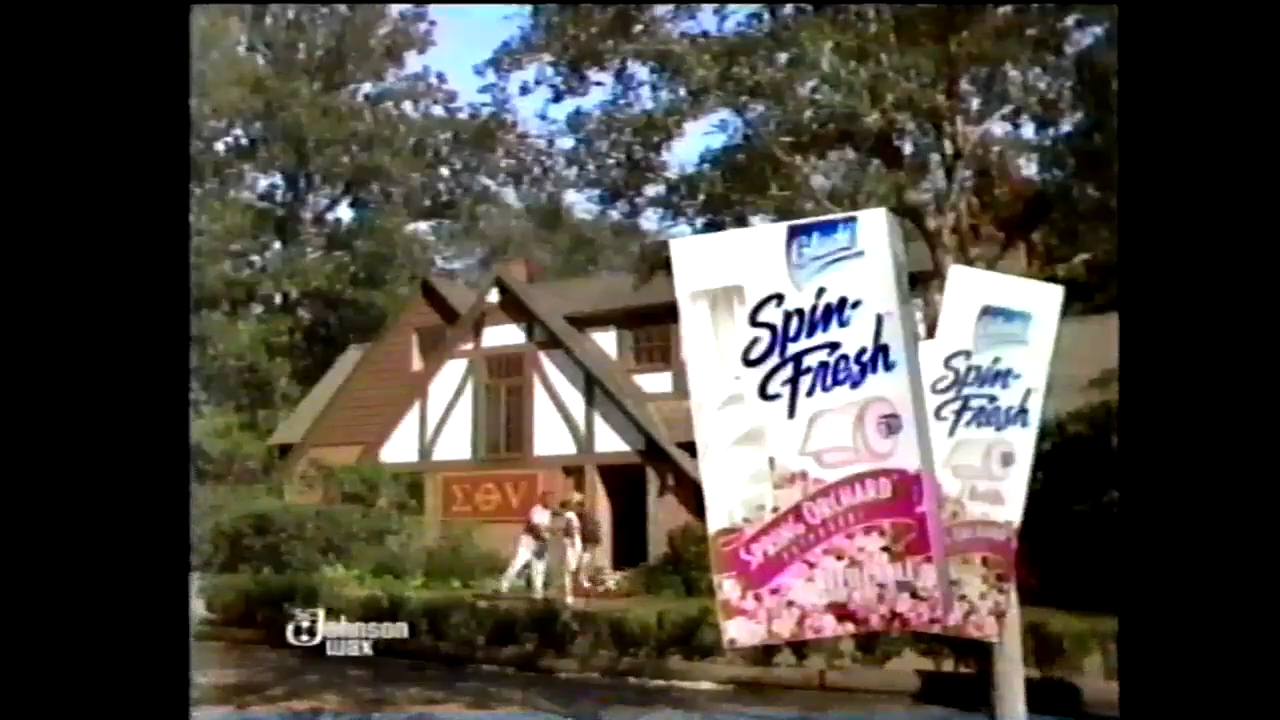 Glade
Spin-
Fresh
SPRING ORCHARD
Spin-
Fresh
ΣΘV
Johnson
wax